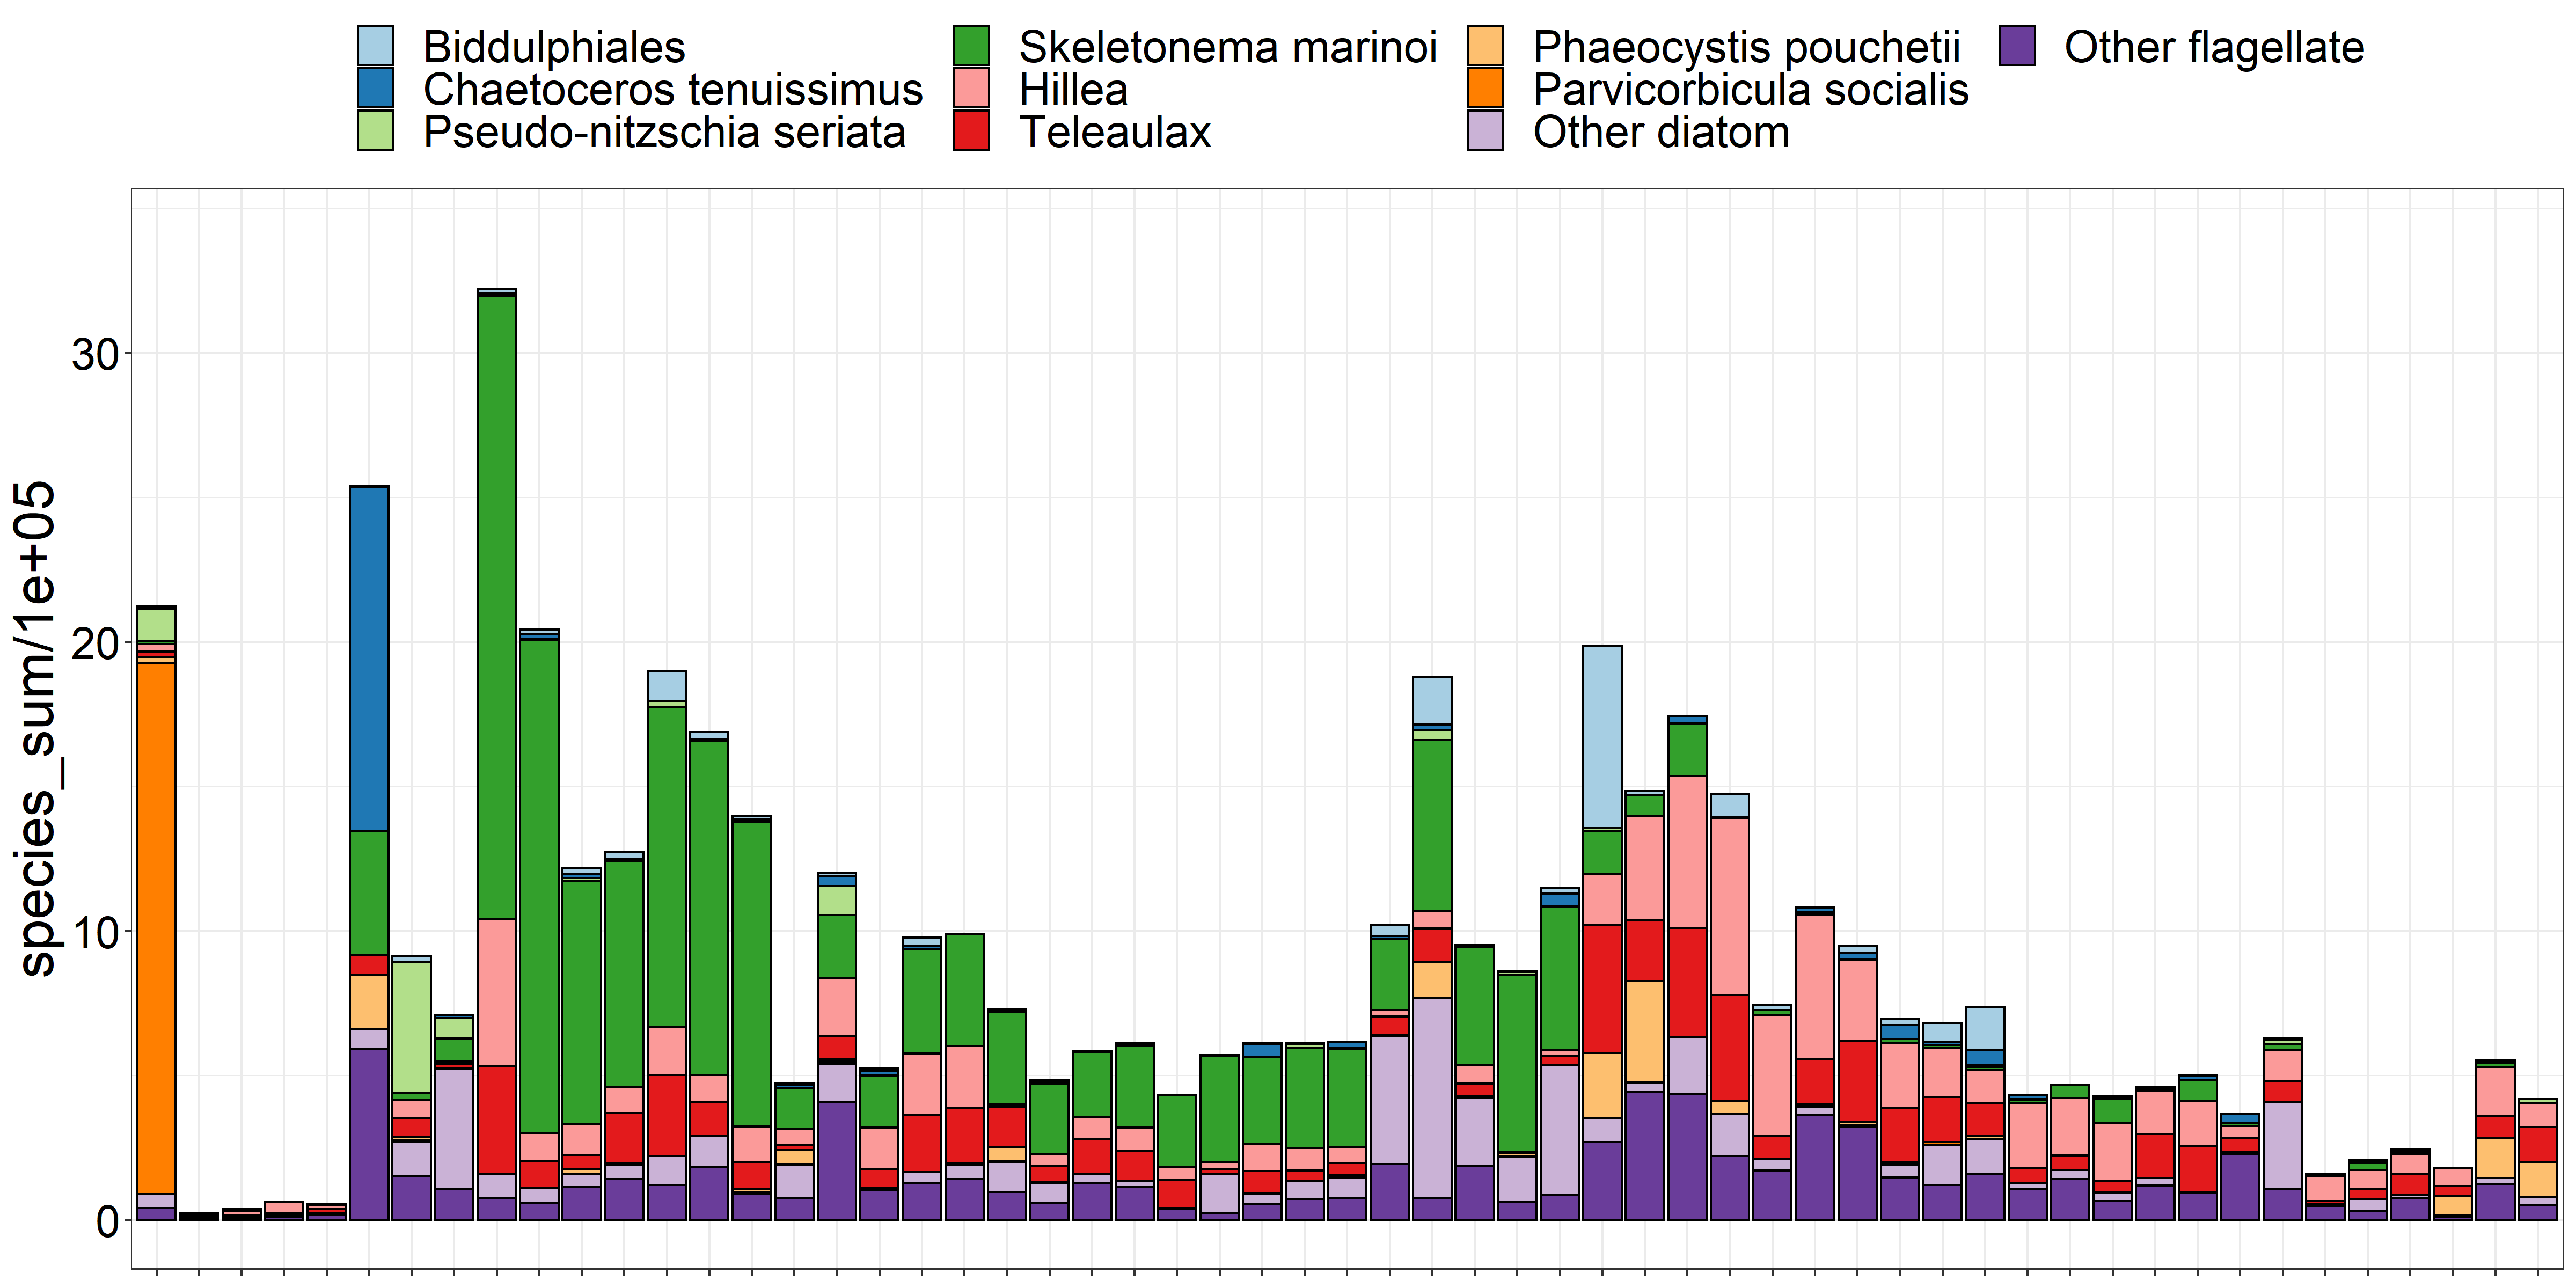 Biddulphiales
Chaetoceros tenuissimus
Pseudo-nitzschia seriata
Skeletonema marinoi
Hillea
Teleaulax
Phaeocystis pouchetii
Parvicorbicula socialis
Other diatom
Other flagellate
species_sum/1e+05
30
20
10
0